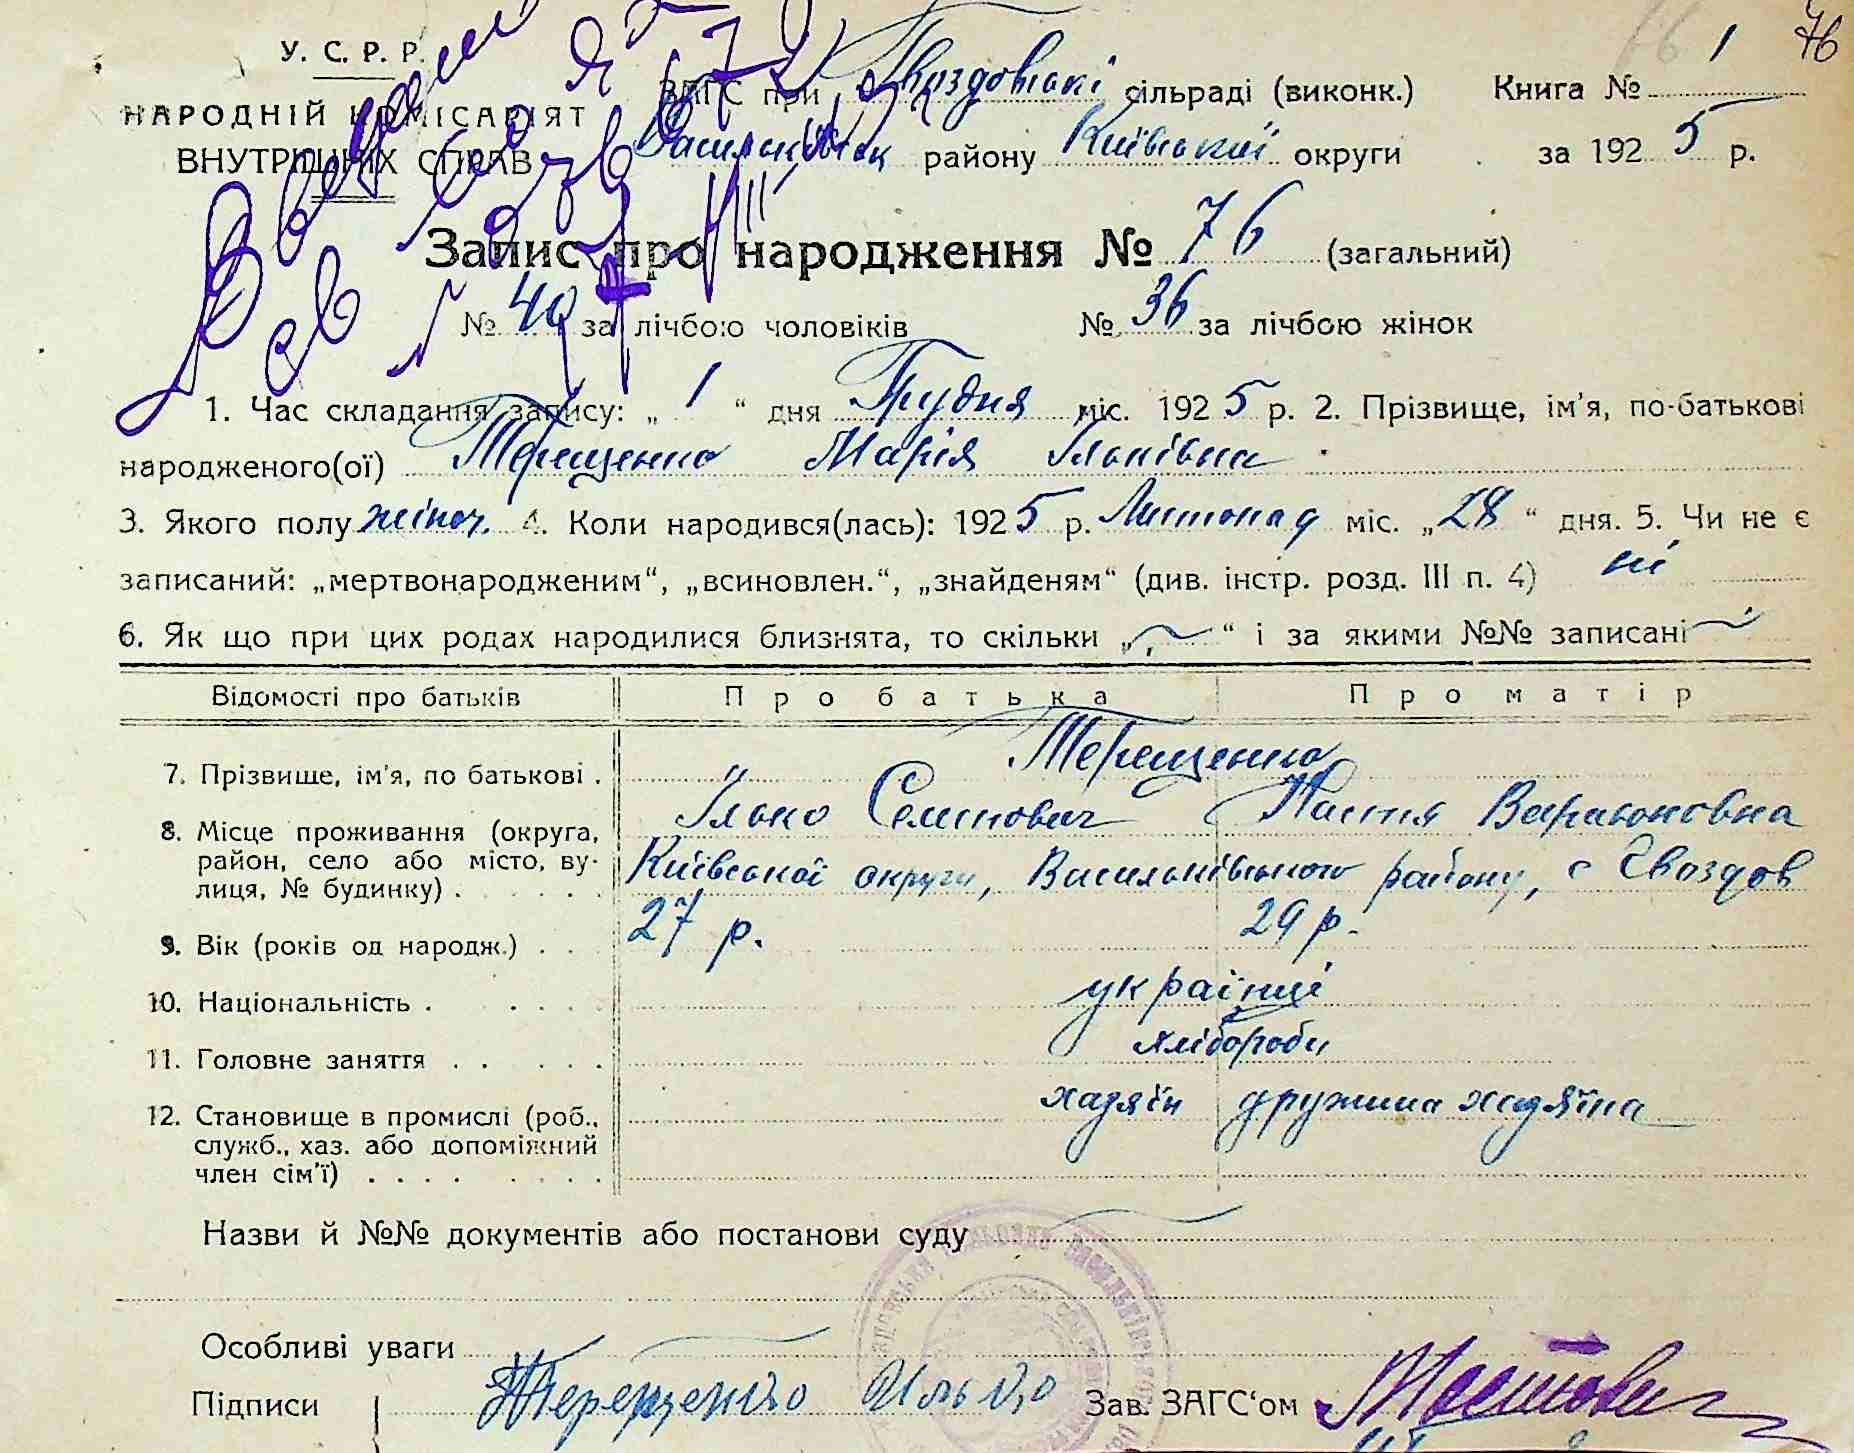 1 76
У. С. Р. Р. ЗАГС при Гвоздовські сільраді (виконк.) Книга №
НАРОДНІЙ КОМІСАРІЯТ
ВНУТРІШНІХ СПРАВ Васильківськ району Київської округи за 1925 р.
Запис про народження № 76 (загальний)
№ 40 за лічбою чоловіків № 36 за лічбою жінок
1. Час складання запису: „ 1 “ дня Грудня міс. 1925 р. 2. Прізвище, ім’я, по-батькові
народженого(ої) Терещенко Марія Ільківна
3. Якого полу жіноч. 4. Коли народився(лась): 1925 р. Листопад міс. „28“ дня. 5. Чи не є
записаний: „мертвонародженим“, „всиновлен.“, „знайденям“ (див. інстр. розд. III п. 4) ні
6. Як що при цих родах народилися близнята, то скільки „ “ і за якими №№ записані
Відомості про батьків Про батька Про матір
7. Прізвище, ім’я, по батькові . Терещенко
Ілько Семенович Настя
8. Місце проживання (округа,
район, село або місто, ву-
лиця, № будинку) . Київської округи, Васильківського району, с Гвоздов
9. Вік (років од народж.) . . 27 р. 29 р.
10. Національність . українці
11. Головне заняття . . хлібороби
12. Становище в промислі (роб., хазяїн дружина хазяїна
служб., хаз. або допоміжний
член сім’ї) . . . .
Назви й №№ документів або постанови суду
Особливі уваги
Підписи Терещенко Илько Зав. ЗАГС‘ом